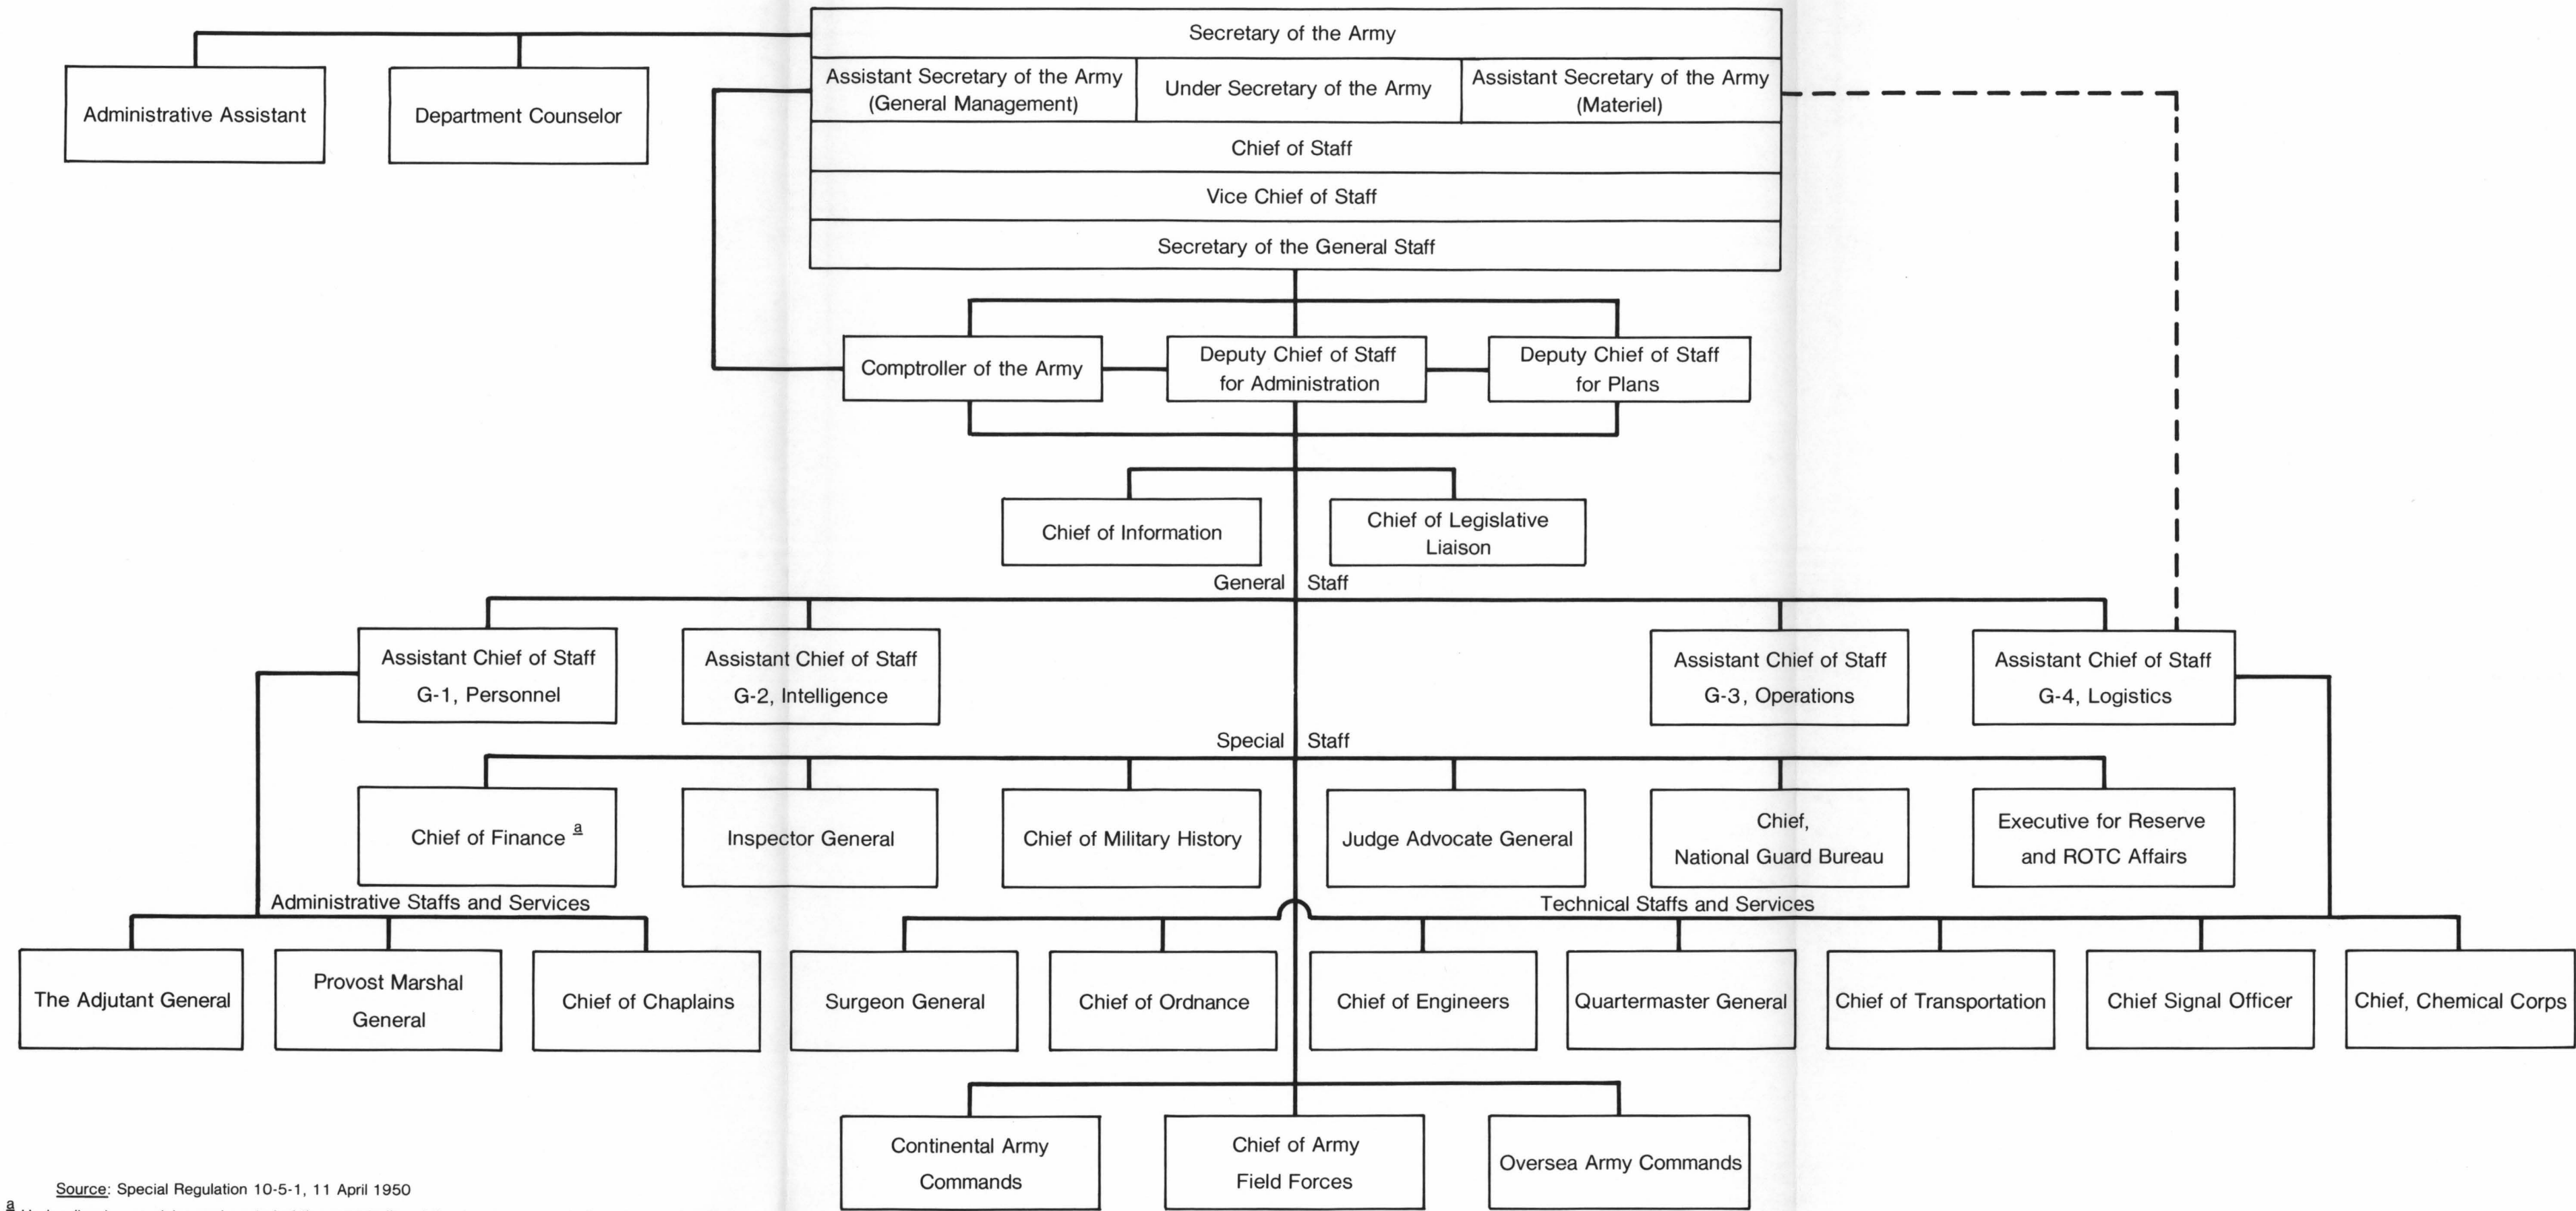 Secretary of the Army
Administrative Assistant
Department Counselor
Assistant Secretary of the Army
(General Management)
Under Secretary of the Army
Assistant Secretary of the Army
(Materiel)
Chief of Staff
Vice Chief of Staff
Secretary of the General Staff
Comptroller of the Army
Deputy Chief of Staff
for Administration
Deputy Chief of Staff
for Plans
Chief of Information
Chief of Legislative
Liaison
General Staff
Assistant Chief of Staff
G-1, Personnel
Assistant Chief of Staff
G-2, Intelligence
Assistant Chief of Staff
G-3, Operations
Assistant Chief of Staff
G-4, Logistics
Special Staff
Chief of Finance a
Inspector General
Chief of Military History
Judge Advocate General
Chief,
National Guard Bureau
Executive for Reserve
and ROTC Affairs
Administrative Staffs and Services
Technical Staffs and Services
The Adjutant General
Provost Marshal
General
Chief of Chaplains
Surgeon General
Chief of Ordnance
Chief of Engineers
Quartermaster General
Chief of Transportation
Chief Signal Officer
Chief, Chemical Corps
Continental Army
Commands
Chief of Army
Field Forces
Oversea Army Commands
Source: Special Regulation 10-5-1, 11 April 1950
a